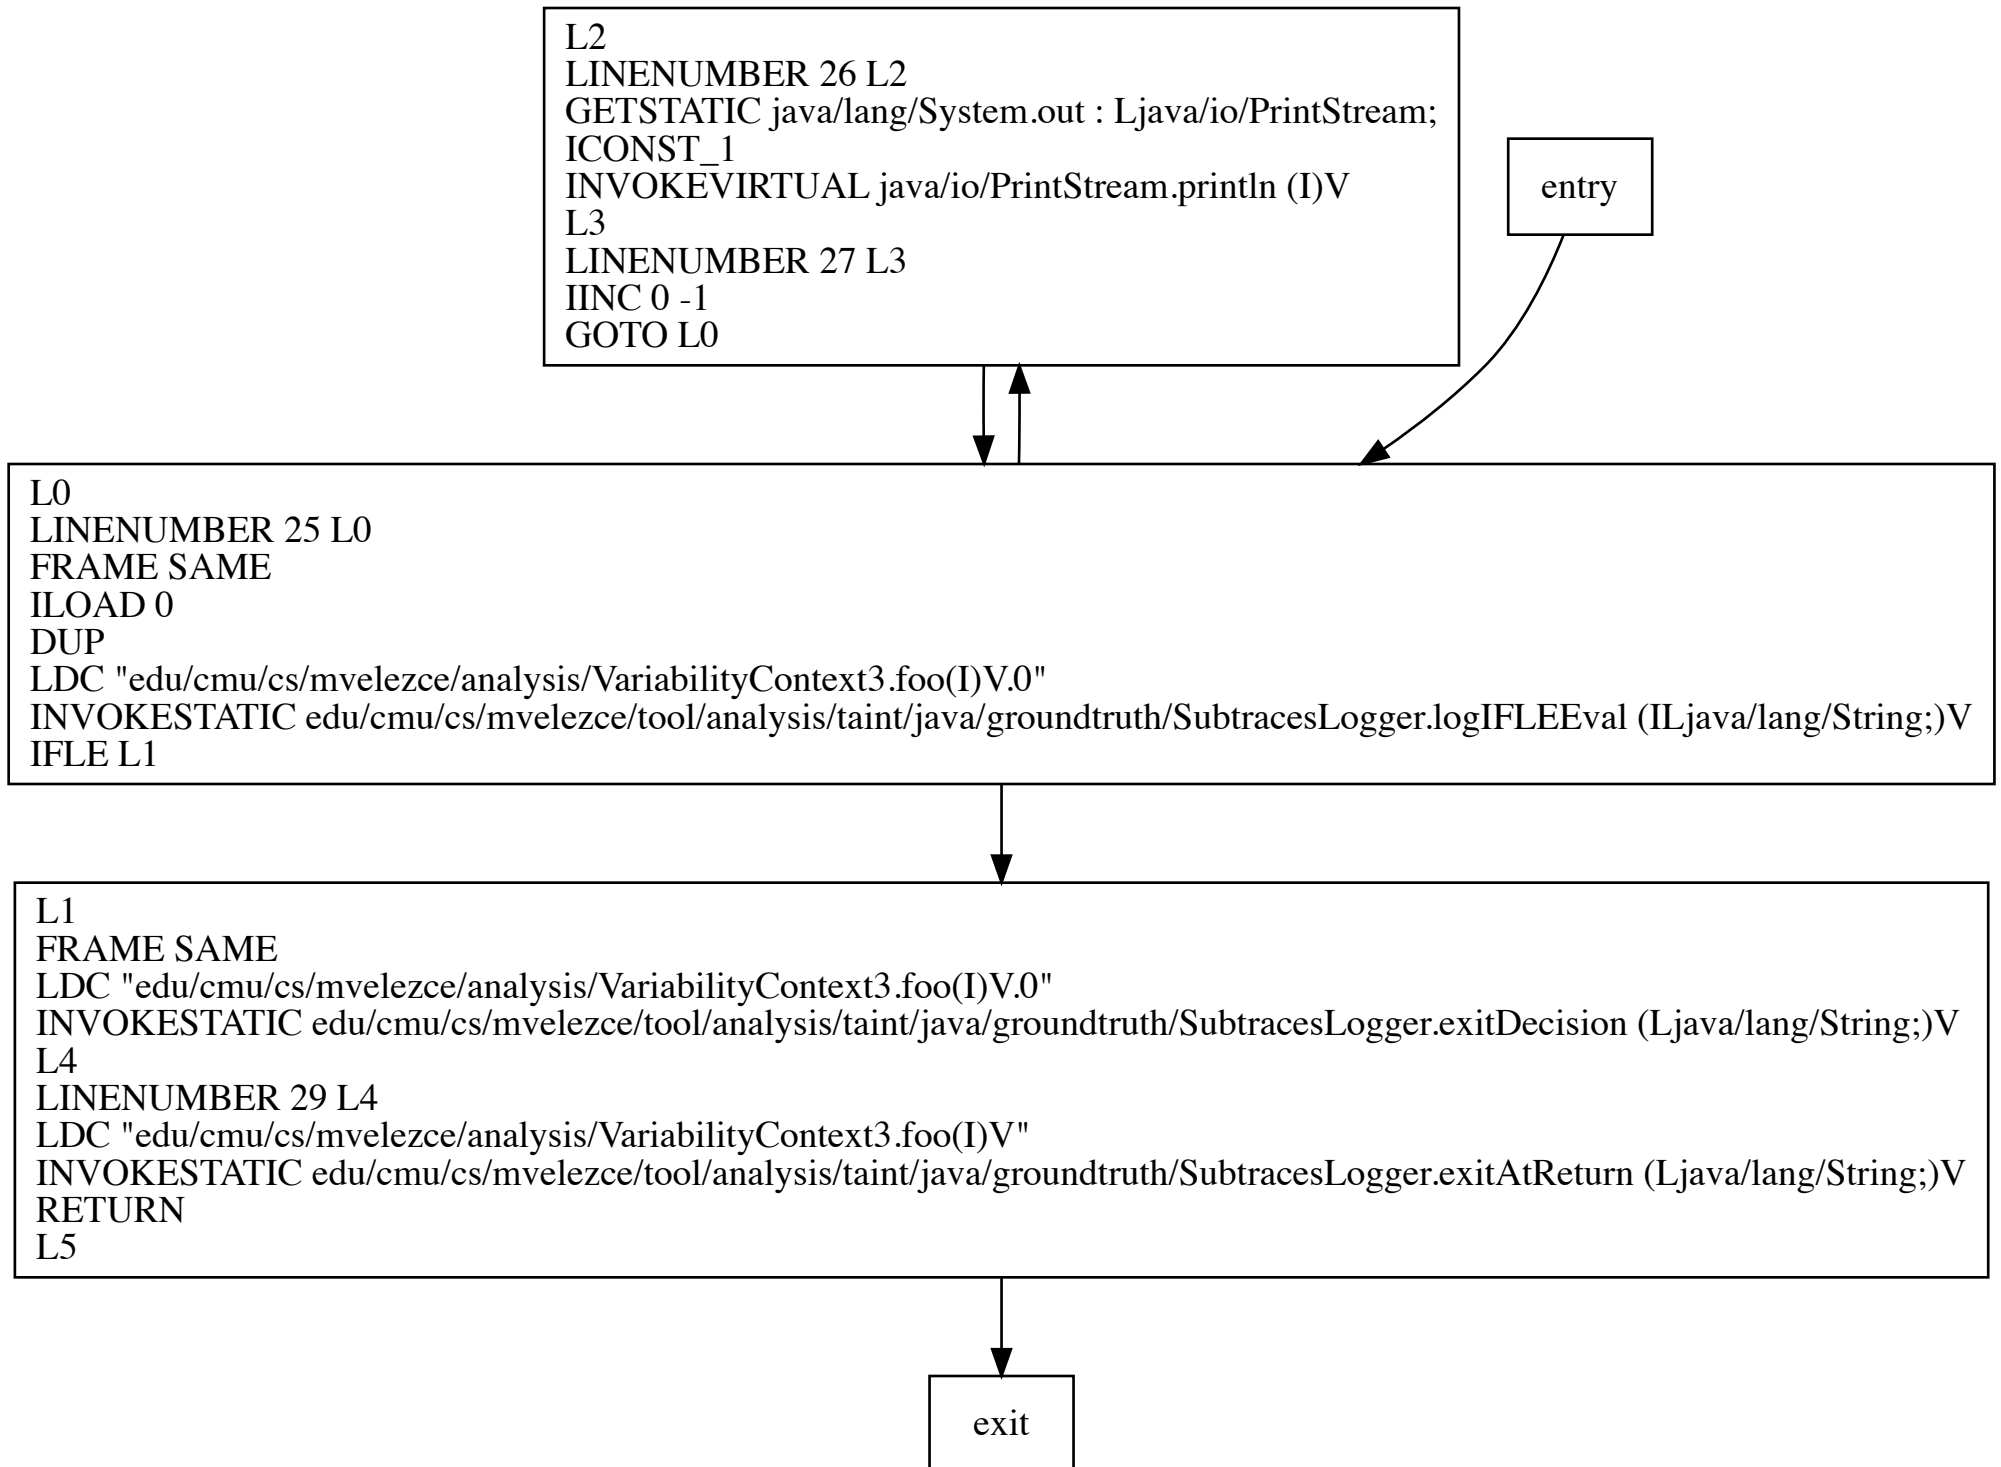 L2
LINENUMBER 26 L2
GETSTATIC java/lang/System.out : Ljava/io/PrintStream;
ICONST_1
INVOKEVIRTUAL java/io/PrintStream.println (I)V
L3
LINENUMBER 27 L3
IINC 0 -1
GOTO L0
entry
L0
LINENUMBER 25 L0
FRAME SAME
ILOAD 0
DUP
LDC "edu/cmu/cs/mvelezce/analysis/VariabilityContext3.foo(I)V.0"
INVOKESTATIC edu/cmu/cs/mvelezce/tool/analysis/taint/java/groundtruth/SubtracesLogger.logIFLEEval (ILjava/lang/String;)V
IFLE L1
L1
FRAME SAME
LDC "edu/cmu/cs/mvelezce/analysis/VariabilityContext3.foo(I)V.0"
INVOKESTATIC edu/cmu/cs/mvelezce/tool/analysis/taint/java/groundtruth/SubtracesLogger.exitDecision (Ljava/lang/String;)V
L4
LINENUMBER 29 L4
LDC "edu/cmu/cs/mvelezce/analysis/VariabilityContext3.foo(I)V"
INVOKESTATIC edu/cmu/cs/mvelezce/tool/analysis/taint/java/groundtruth/SubtracesLogger.exitAtReturn (Ljava/lang/String;)V
RETURN
L5
exit